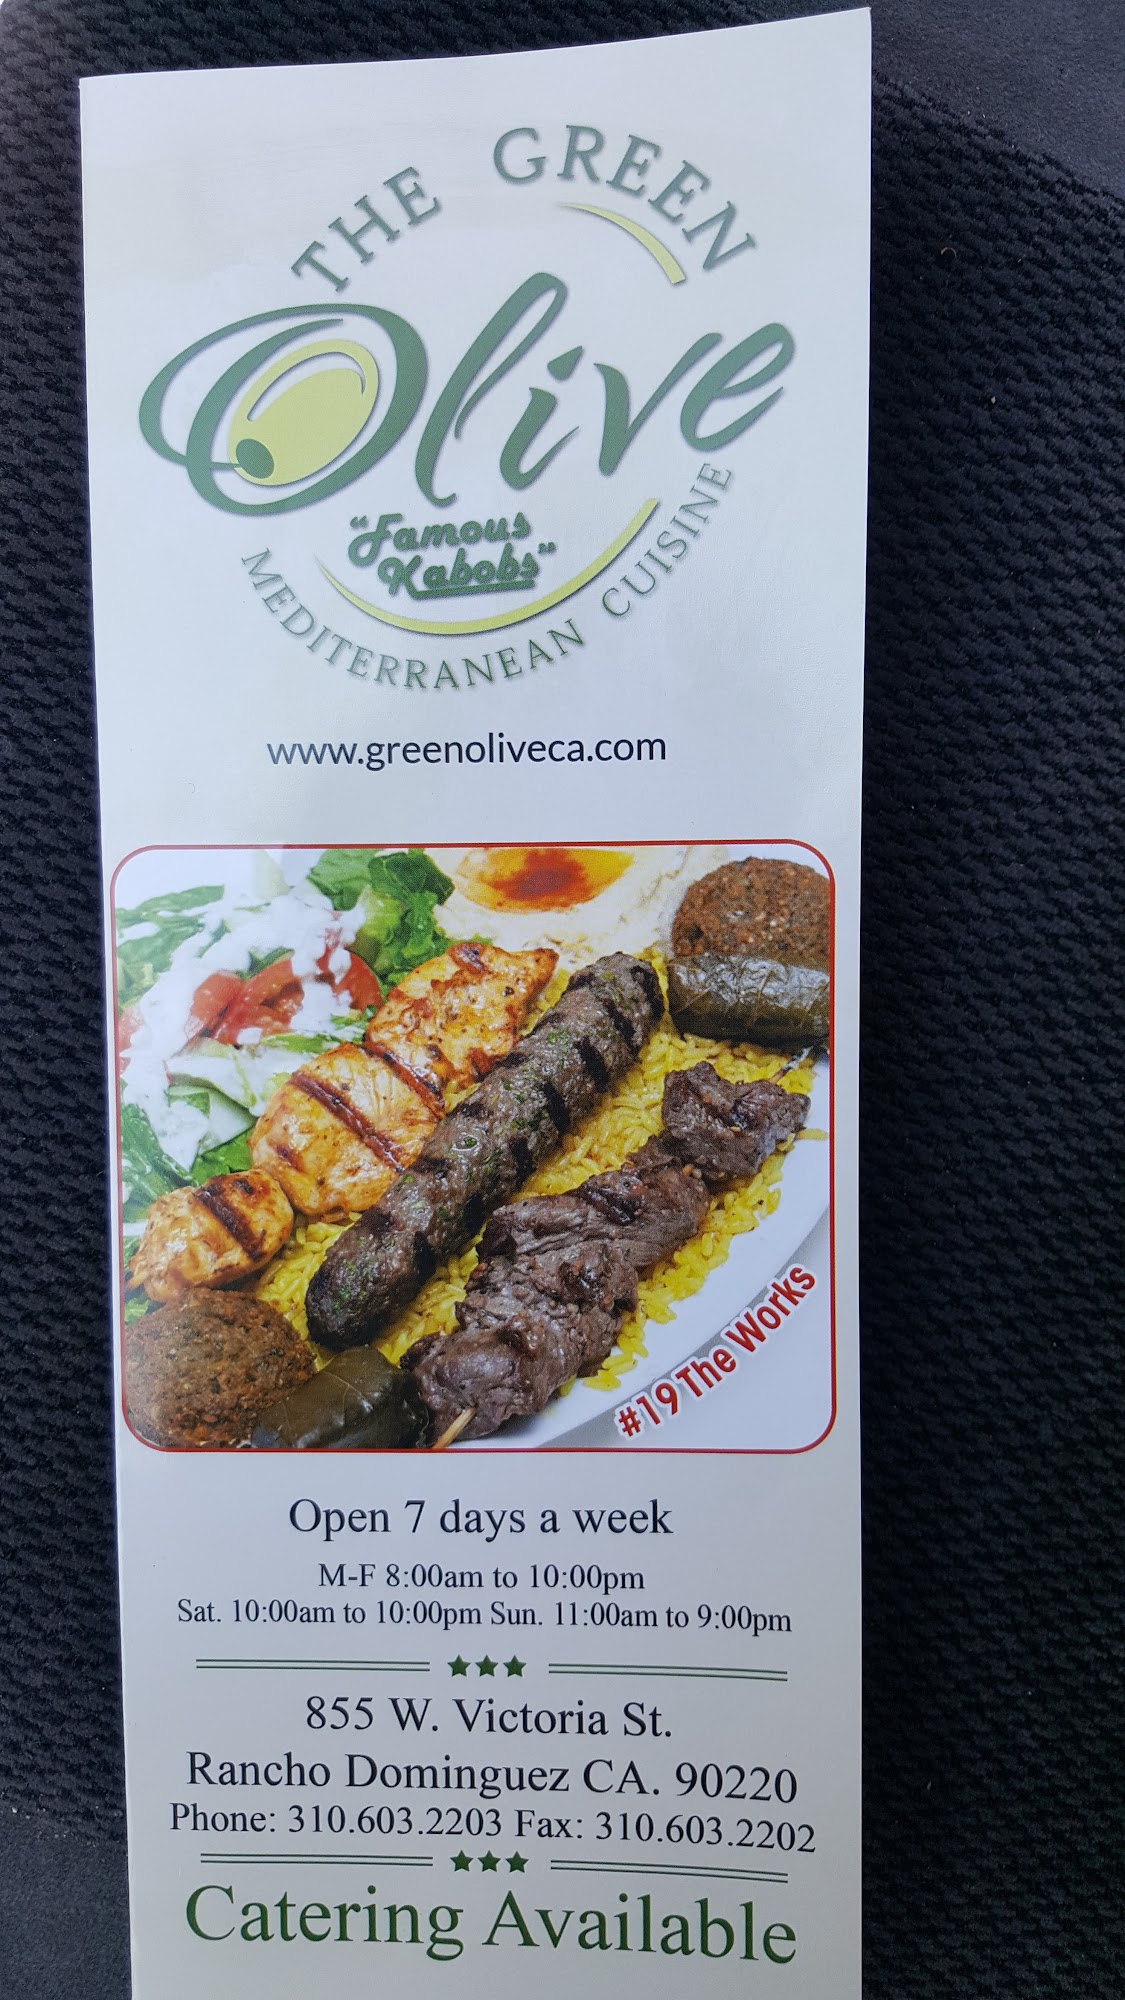 THE GREEN
Olive
"Famous
Kabobs"
MEDITERRANEAN CUISINE
www.greenoliveca.com
#19 The Works
Open 7 days a week
M-F 8:00am to 10:00pm
Sat. 10:00am to 10:00pm Sun. 11:00am to 9:00pm
855 W. Victoria St.
Rancho Dominguez CA. 90220
Phone: 310.603.2203 Fax: 310.603.2202
Catering Available